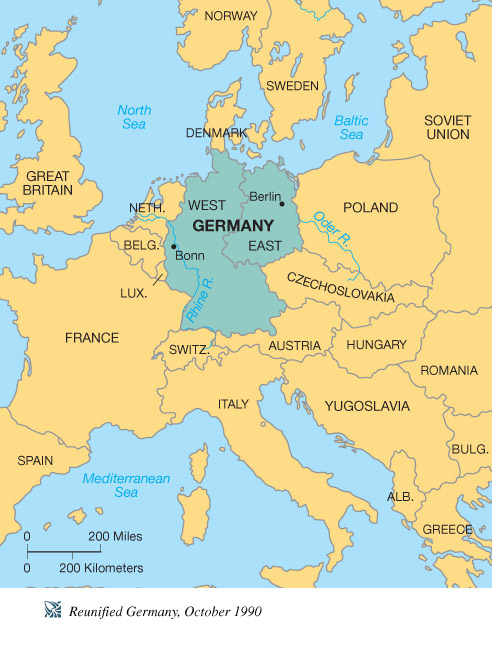 NORWAY
SWEDEN
North
Sea
Baltic
Sea
SOVIET
UNION
DENMARK
GREAT
BRITAIN
NETH.
WEST
Berlin
POLAND
GERMANY
Oder R.
BELG.
Bonn
EAST
LUX.
Rhine R.
CZECHOSLOVAKIA
FRANCE
SWITZ.
AUSTRIA
HUNGARY
ROMANIA
ITALY
YUGOSLAVIA
BULG.
SPAIN
Mediterranean
Sea
ALB.
GREECE
0 200 Miles
0 200 Kilometers
Reunified Germany, October 1990